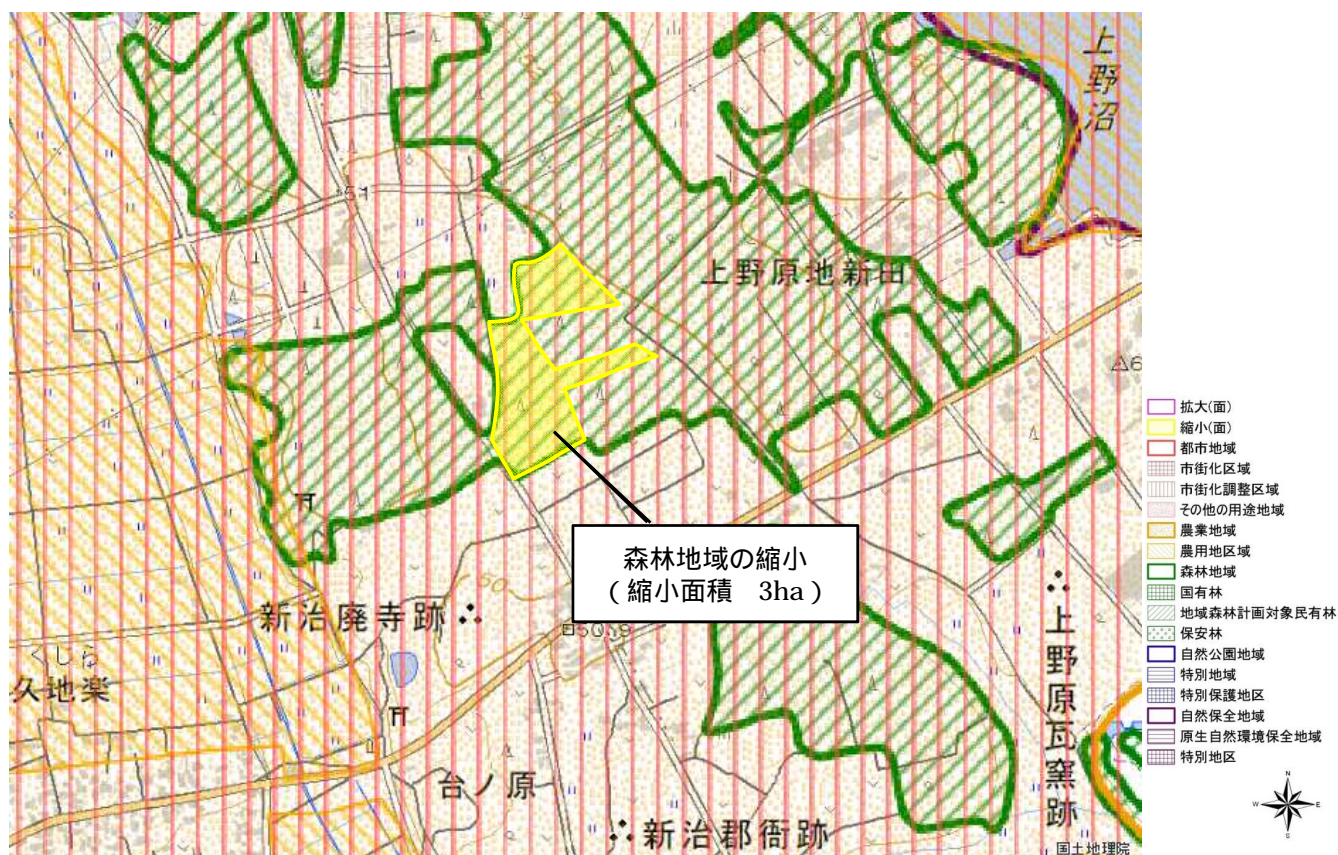 上野沼
51
上野原地新田
△6
森林地域の縮小
(縮小面積 3ha)
新治廃寺跡
50.9
50
くじら
久地楽
台ノ原
新治郡衙跡
上野原瓦窯跡
国土地理院
拡大(面)
縮小(面)
都市地域
市街化区域
市街化調整区域
その他の用途地域
農業地域
農用地区域
森林地域
国有林
地域森林計画対象民有林
保安林
自然公園地域
特別地域
特別保護地区
自然保全地域
原生自然環境保全地域
特別地区
N
W
E
S